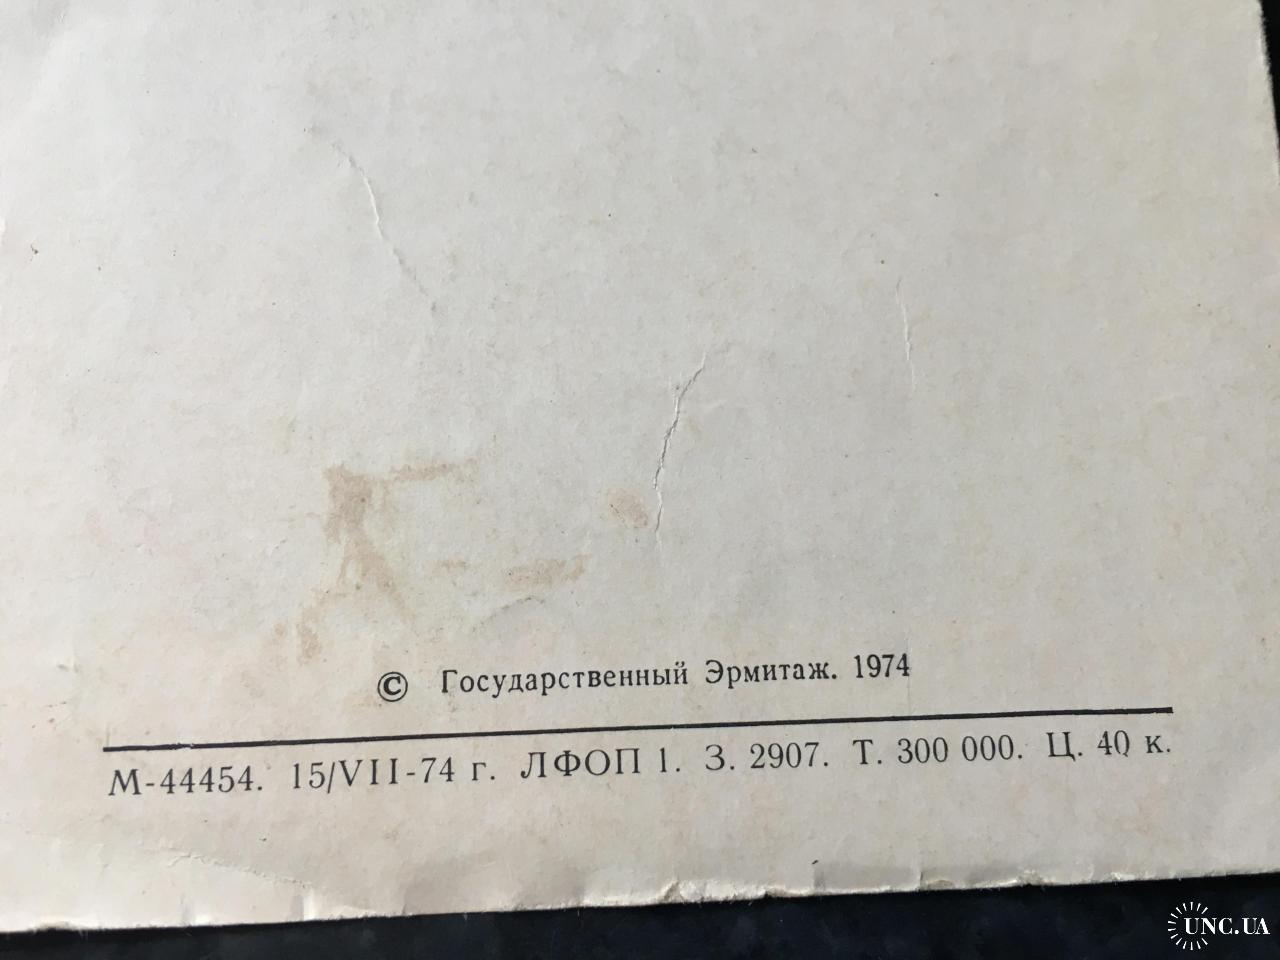 © Государственный Эрмитаж. 1974
М-44454. 15/VII-74 г. ЛФОП 1. З. 2907. Т. 300 000. Ц. 40 к.
UNC.UA